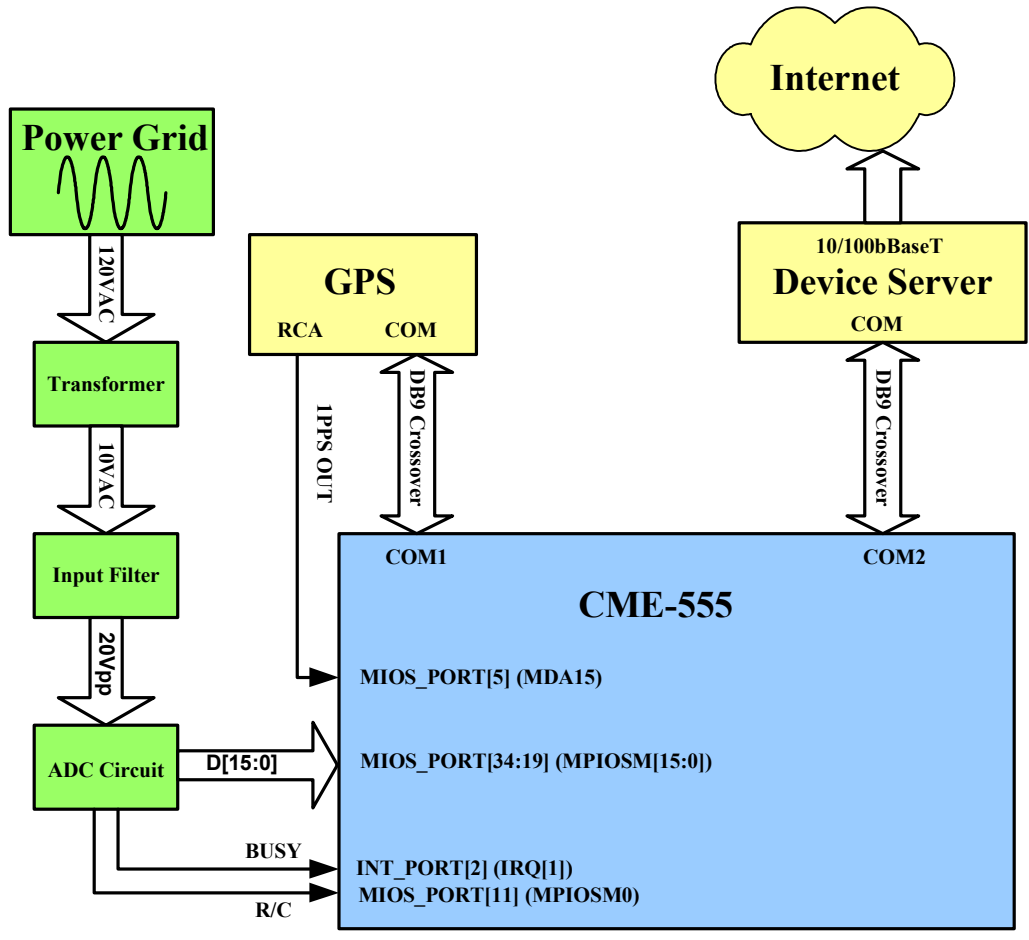 Internet
Power Grid
120VAC
Transformer
10VAC
Input Filter
20Vpp
ADC Circuit
GPS
RCA COM
1PPS OUT
DB9 Crossover
10/100bBaseT
Device Server
COM
DB9 Crossover
COM1 COM2
CME-555
MIOS_PORT[5] (MDA15)
D[15:0]
MIOS_PORT[34:19] (MPIOSM[15:0])
BUSY
INT_PORT[2] (IRQ[1])
MIOS_PORT[11] (MPIOSM0)
R/C